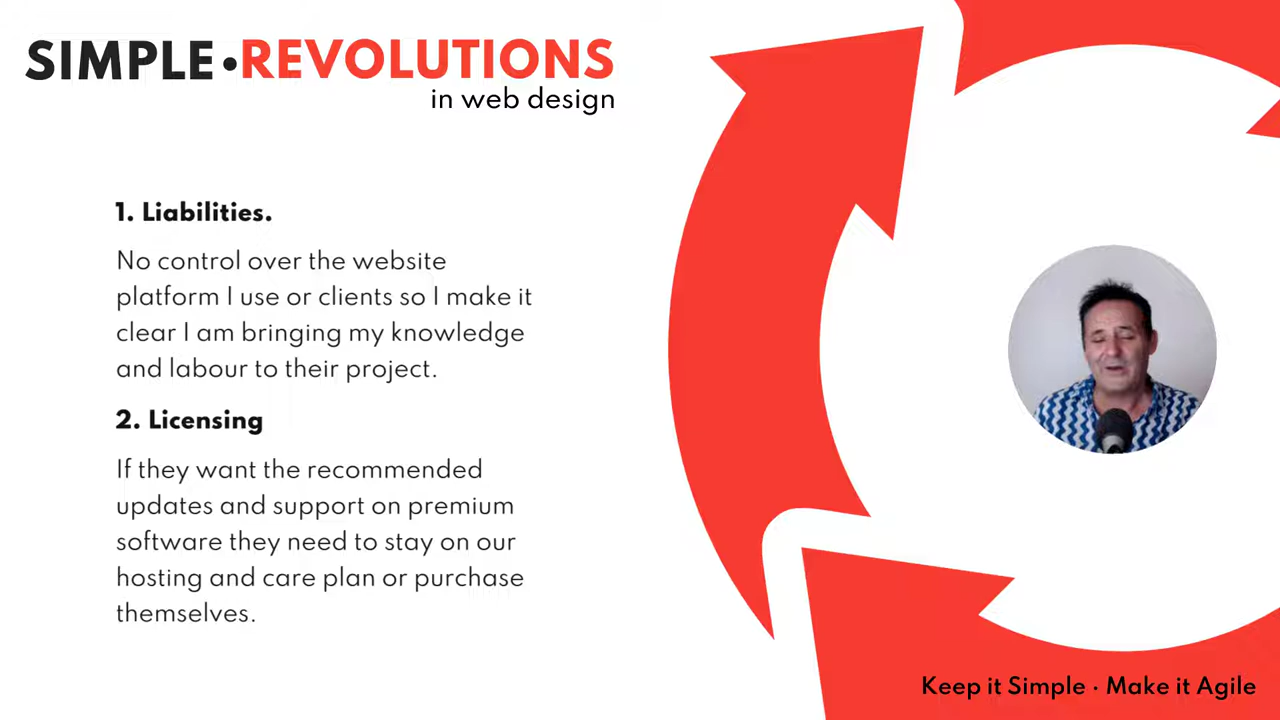 SIMPLE•REVOLUTIONS
in web design
1. Liabilities.
No control over the website
platform I use or clients so I make it
clear I am bringing my knowledge
and labour to their project.
2. Licensing
If they want the recommended
updates and support on premium
software they need to stay on our
hosting and care plan or purchase
themselves.
Keep it Simple · Make it Agile